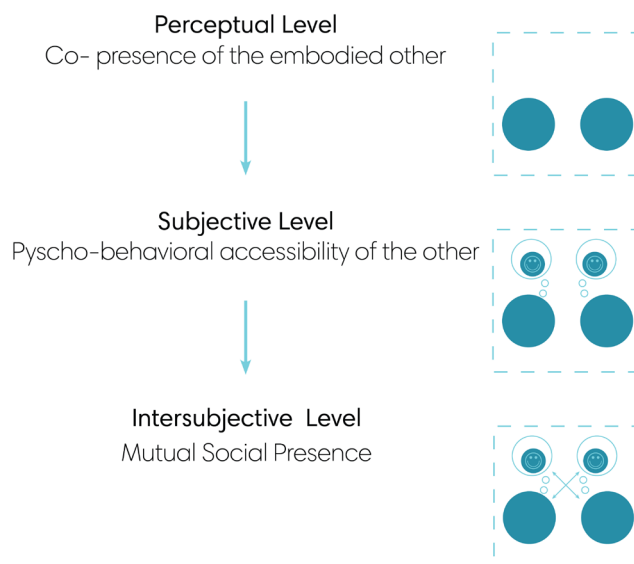 Perceptual Level
Co- presence of the embodied other
Subjective Level
Pyscho-behavioral accessibility of the other
Intersubjective Level
Mutual Social Presence